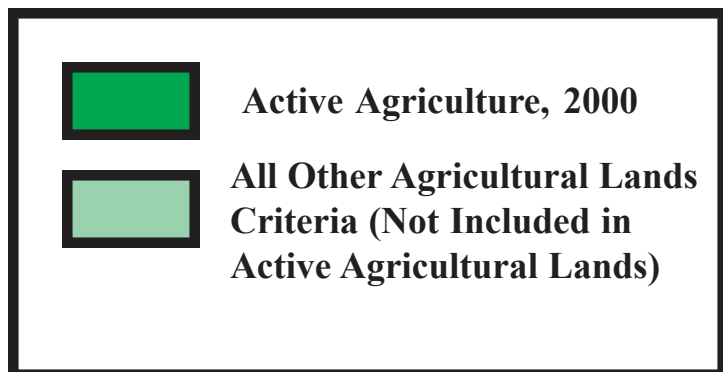 Active Agriculture, 2000
All Other Agricultural Lands
Criteria (Not Included in
Active Agricultural Lands)